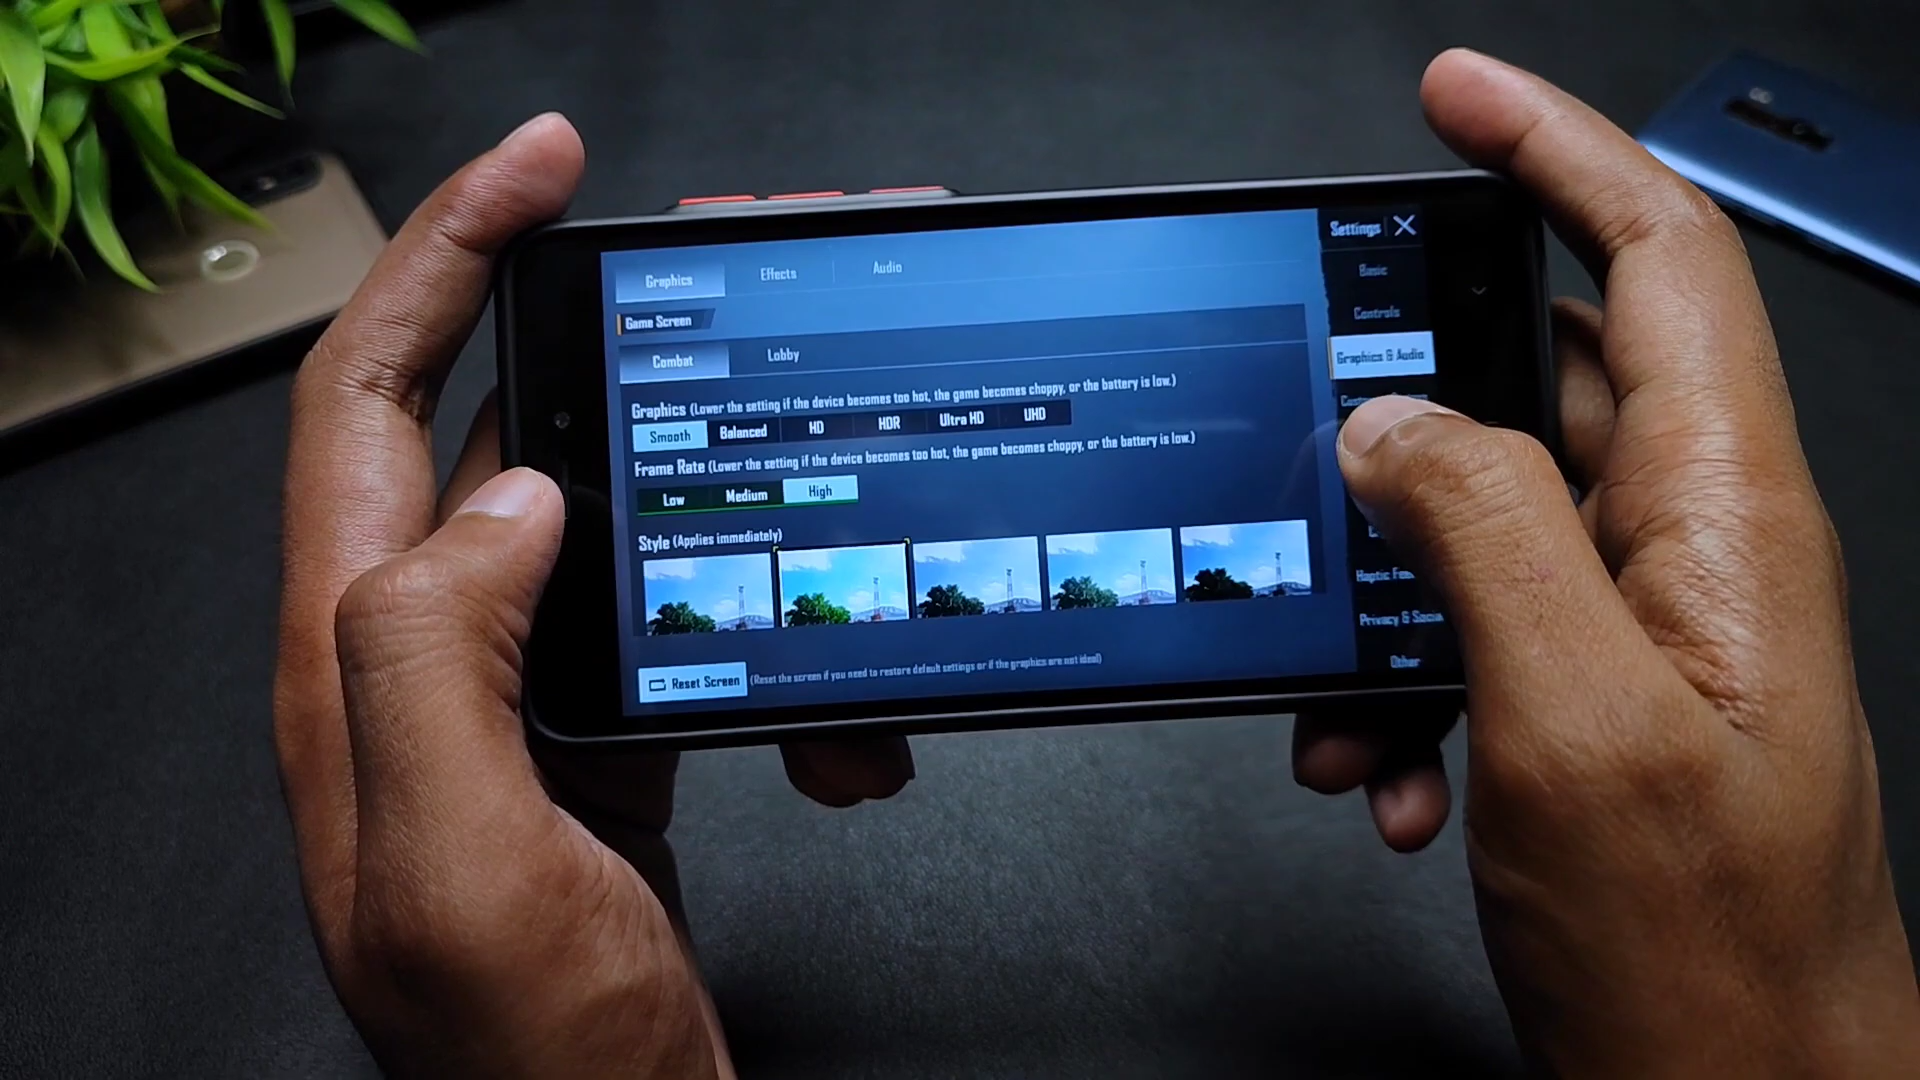 Settings
Graphics Effects Audio
Basic
Game Screen
Controls
Combat Lobby
Graphics & Audio
Graphics (Lower the setting if the device becomes too hot, the game becomes choppy, or the battery is low.)
Smooth Balanced HD HDR Ultra HD UHD
Frame Rate (Lower the setting if the device becomes too hot, the game becomes choppy, or the battery is low.)
Low Medium High
Style (Applies immediately)
Haptic
Privacy &
Other
Reset Screen (Reset the screen if you need to restore default settings or if the graphics are not ideal)